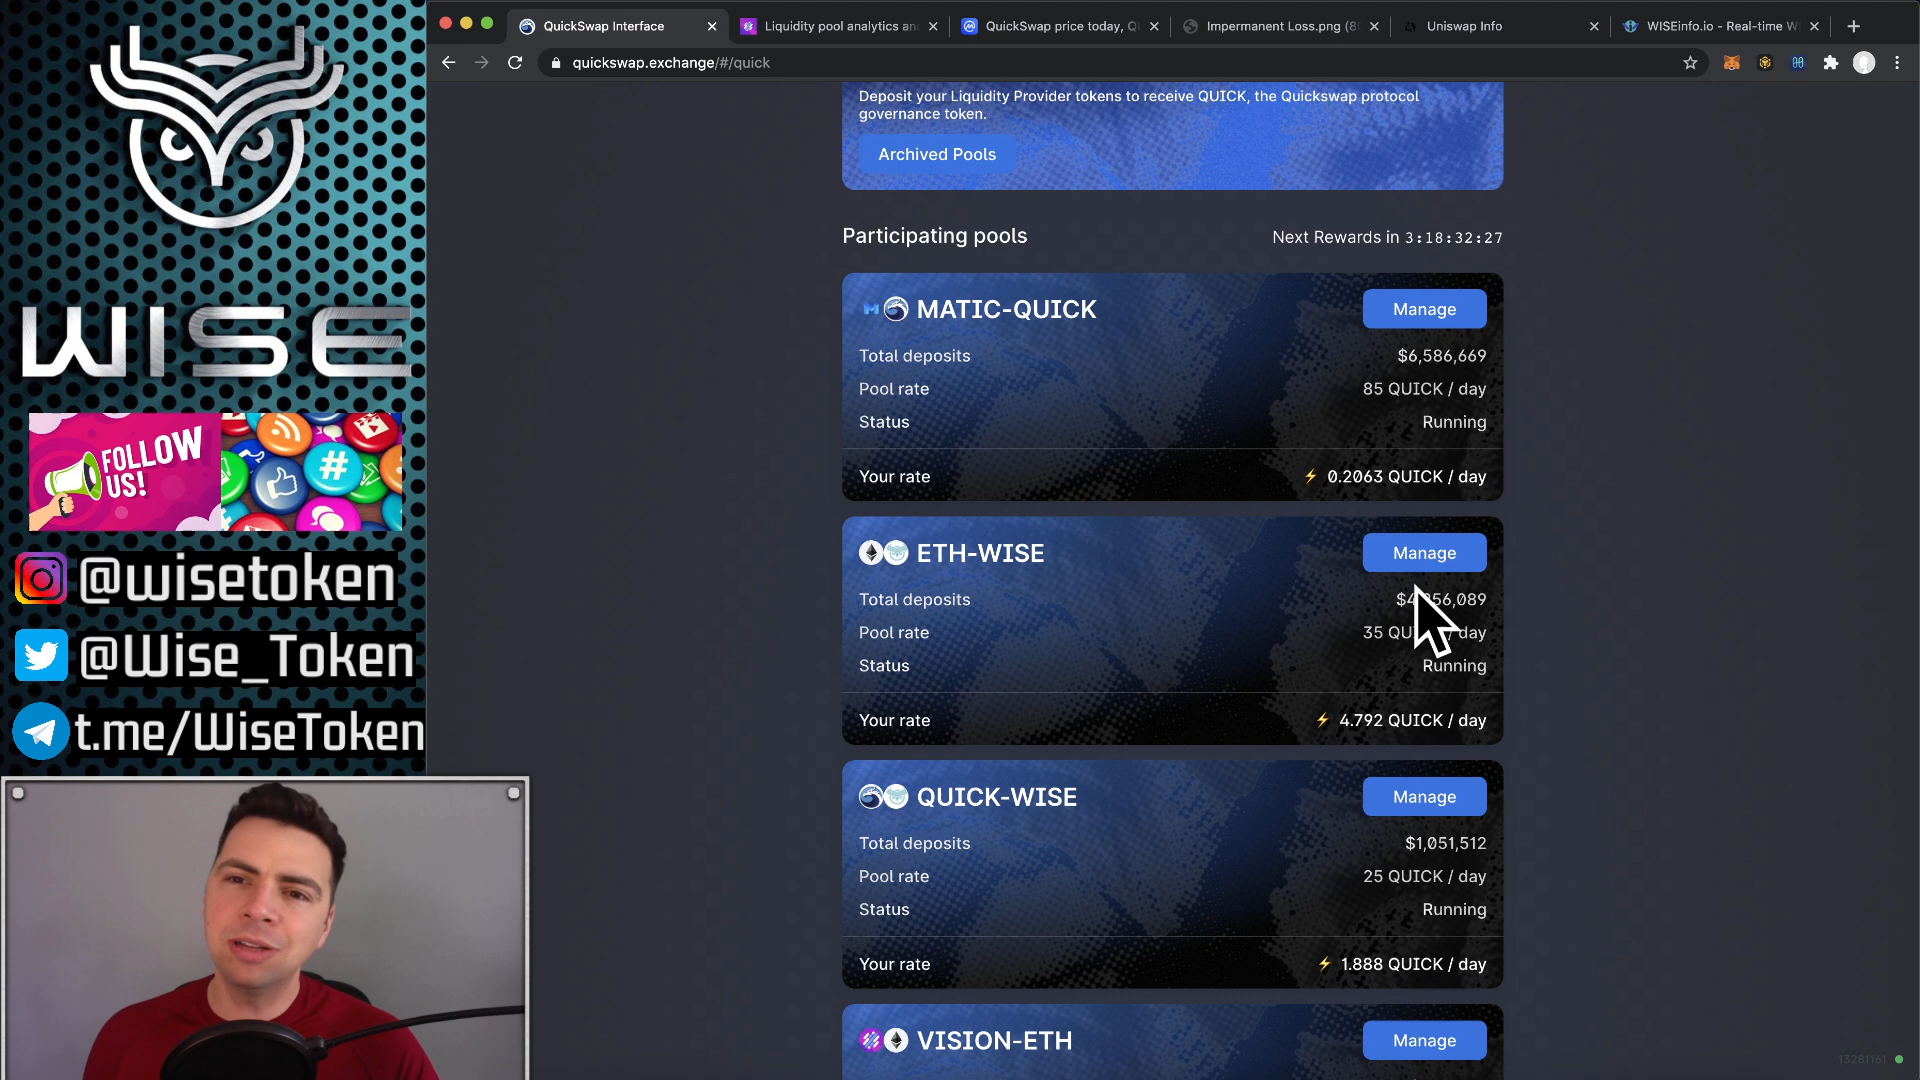 WISE
FOLLOW
US!
@wisetoken
@Wise_Token
t.me/WiseToken
QuickSwap Interface
Liquidity pool analytics an
QuickSwap price today, Q
Impermanent Loss.png (8
Uniswap Info
WISEinfo.io - Real-time W
quickswap.exchange/#/quick
Deposit your Liquidity Provider tokens to receive QUICK, the Quickswap protocol
governance token.
Archived Pools
Participating pools
Next Rewards in 3:18:32:27
MATIC-QUICK
Manage
Total deposits
$6,586,669
Pool rate
85 QUICK / day
Status
Running
Your rate
⚡ 0.2063 QUICK / day
ETH-WISE
Manage
Total deposits
Pool rate
35 day
Status
Running
Your rate
⚡ 4.792 QUICK / day
QUICK-WISE
Manage
Total deposits
$1,051,512
Pool rate
25 QUICK / day
Status
Running
Your rate
⚡ 1.888 QUICK / day
VISION-ETH
Manage
13281161